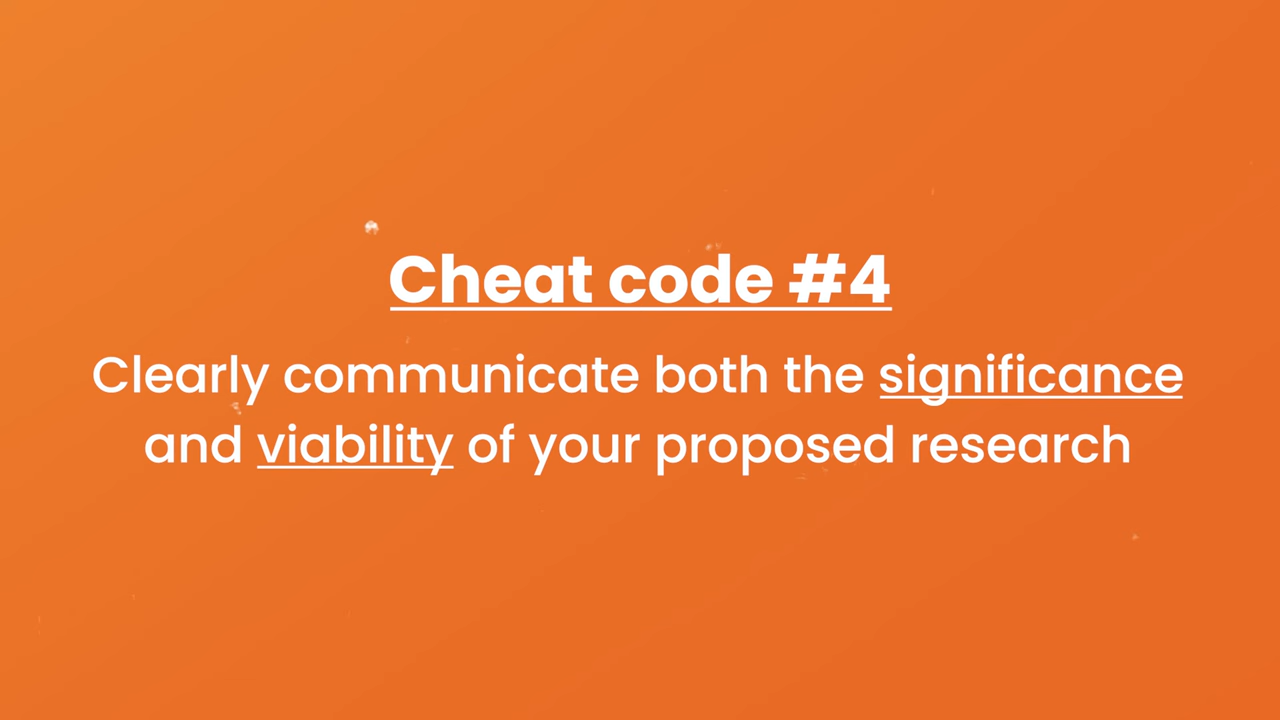 Cheat code #4
Clearly communicate both the significance
and viability of your proposed research